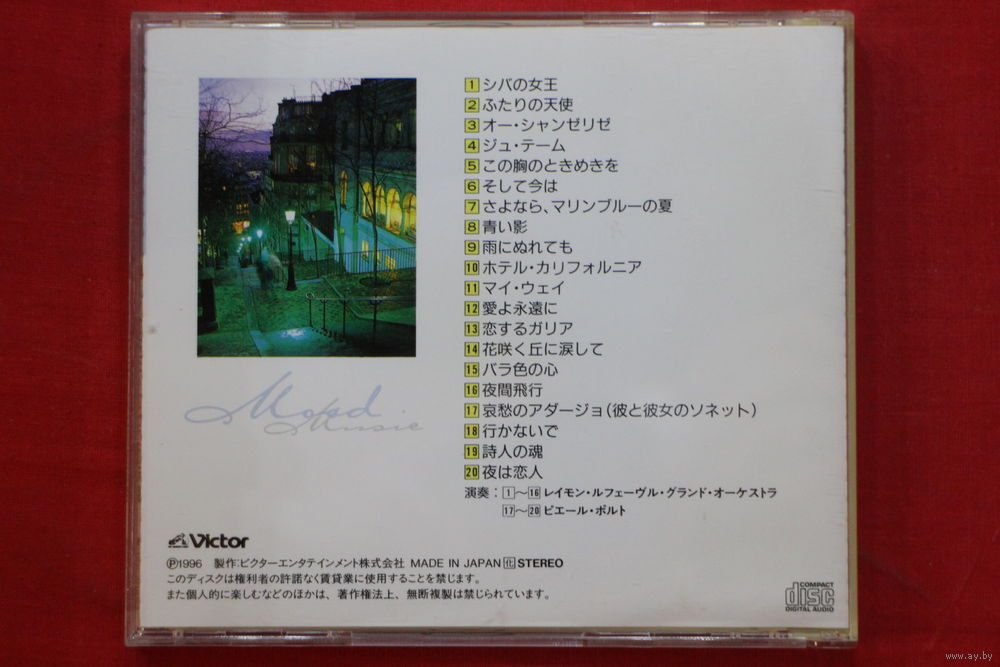 1 シバの女王
2 ふたりの天使
3 オー・シャンゼリゼ
4 ジュ・テーム
5 この胸のときめきを
6 そして今は
7 さよなら、マリンブルーの夏
8 青い影
9 雨にぬれても
10 ホテル・カリフォルニア
11 マイ・ウェイ
12 愛よ永遠に
13 恋するガリア
14 花咲く丘に涙して
15 バラ色の心
16 夜間飛行
17 哀愁のアダージョ(彼と彼女のソネット)
18 行かないで
19 詩人の魂
20 夜は恋人
演奏:1~16 レイモン・ルフェーヴル・グランド・オーケストラ
17~20 ピエール・ポルト
Mood
Music
Victor
Ⓟ1996 製作:ビクターエンタテインメント株式会社 MADE IN JAPAN 化 STEREO
このディスクは権利者の許諾なく賃貸業に使用することを禁じます。
また個人的に楽しむなどのほかは、著作権法上、無断複製は禁じられています。
COMPACT
disc
DIGITAL AUDIO
www.ay.by